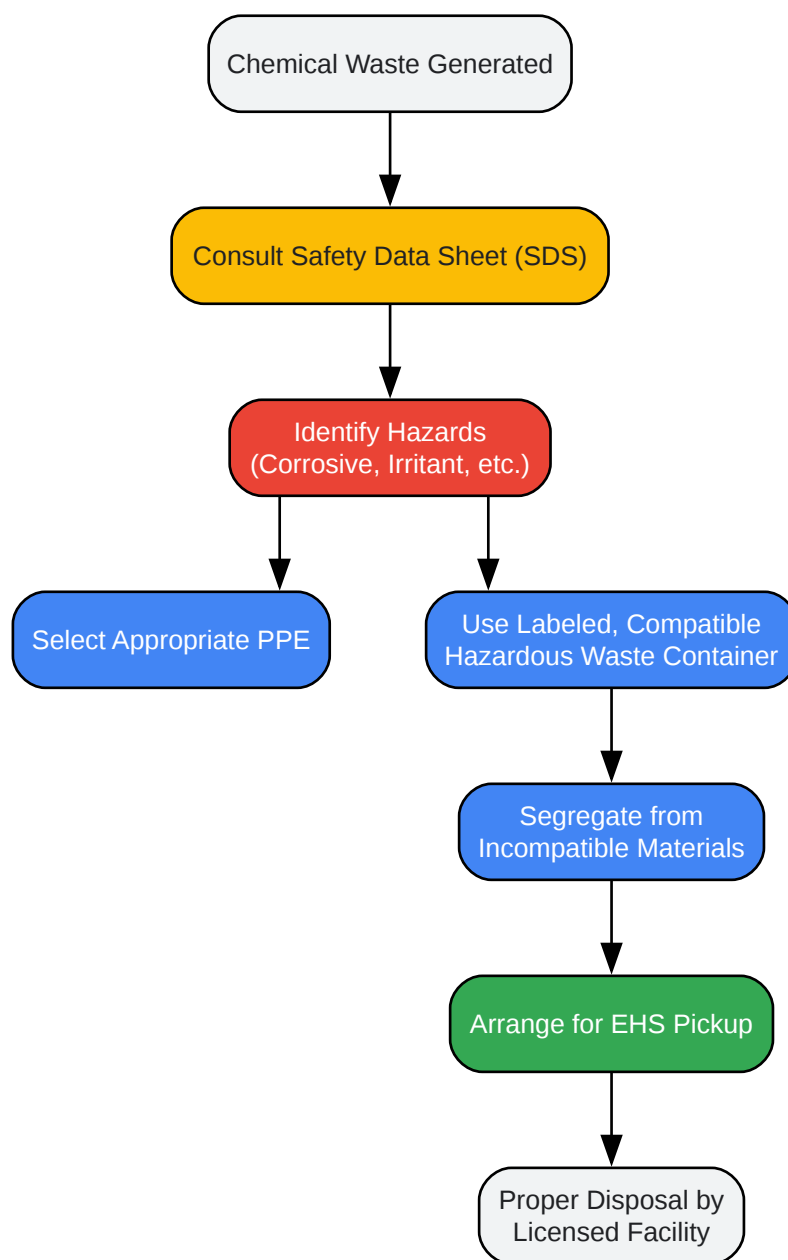 Chemical Waste Generated
Consult Safety Data Sheet (SDS)
Identify Hazards
(Corrosive, Irritant, etc.)
Select Appropriate PPE
Use Labeled, Compatible
Hazardous Waste Container
Segregate from
Incompatible Materials
Arrange for EHS Pickup
Proper Disposal by
Licensed Facility